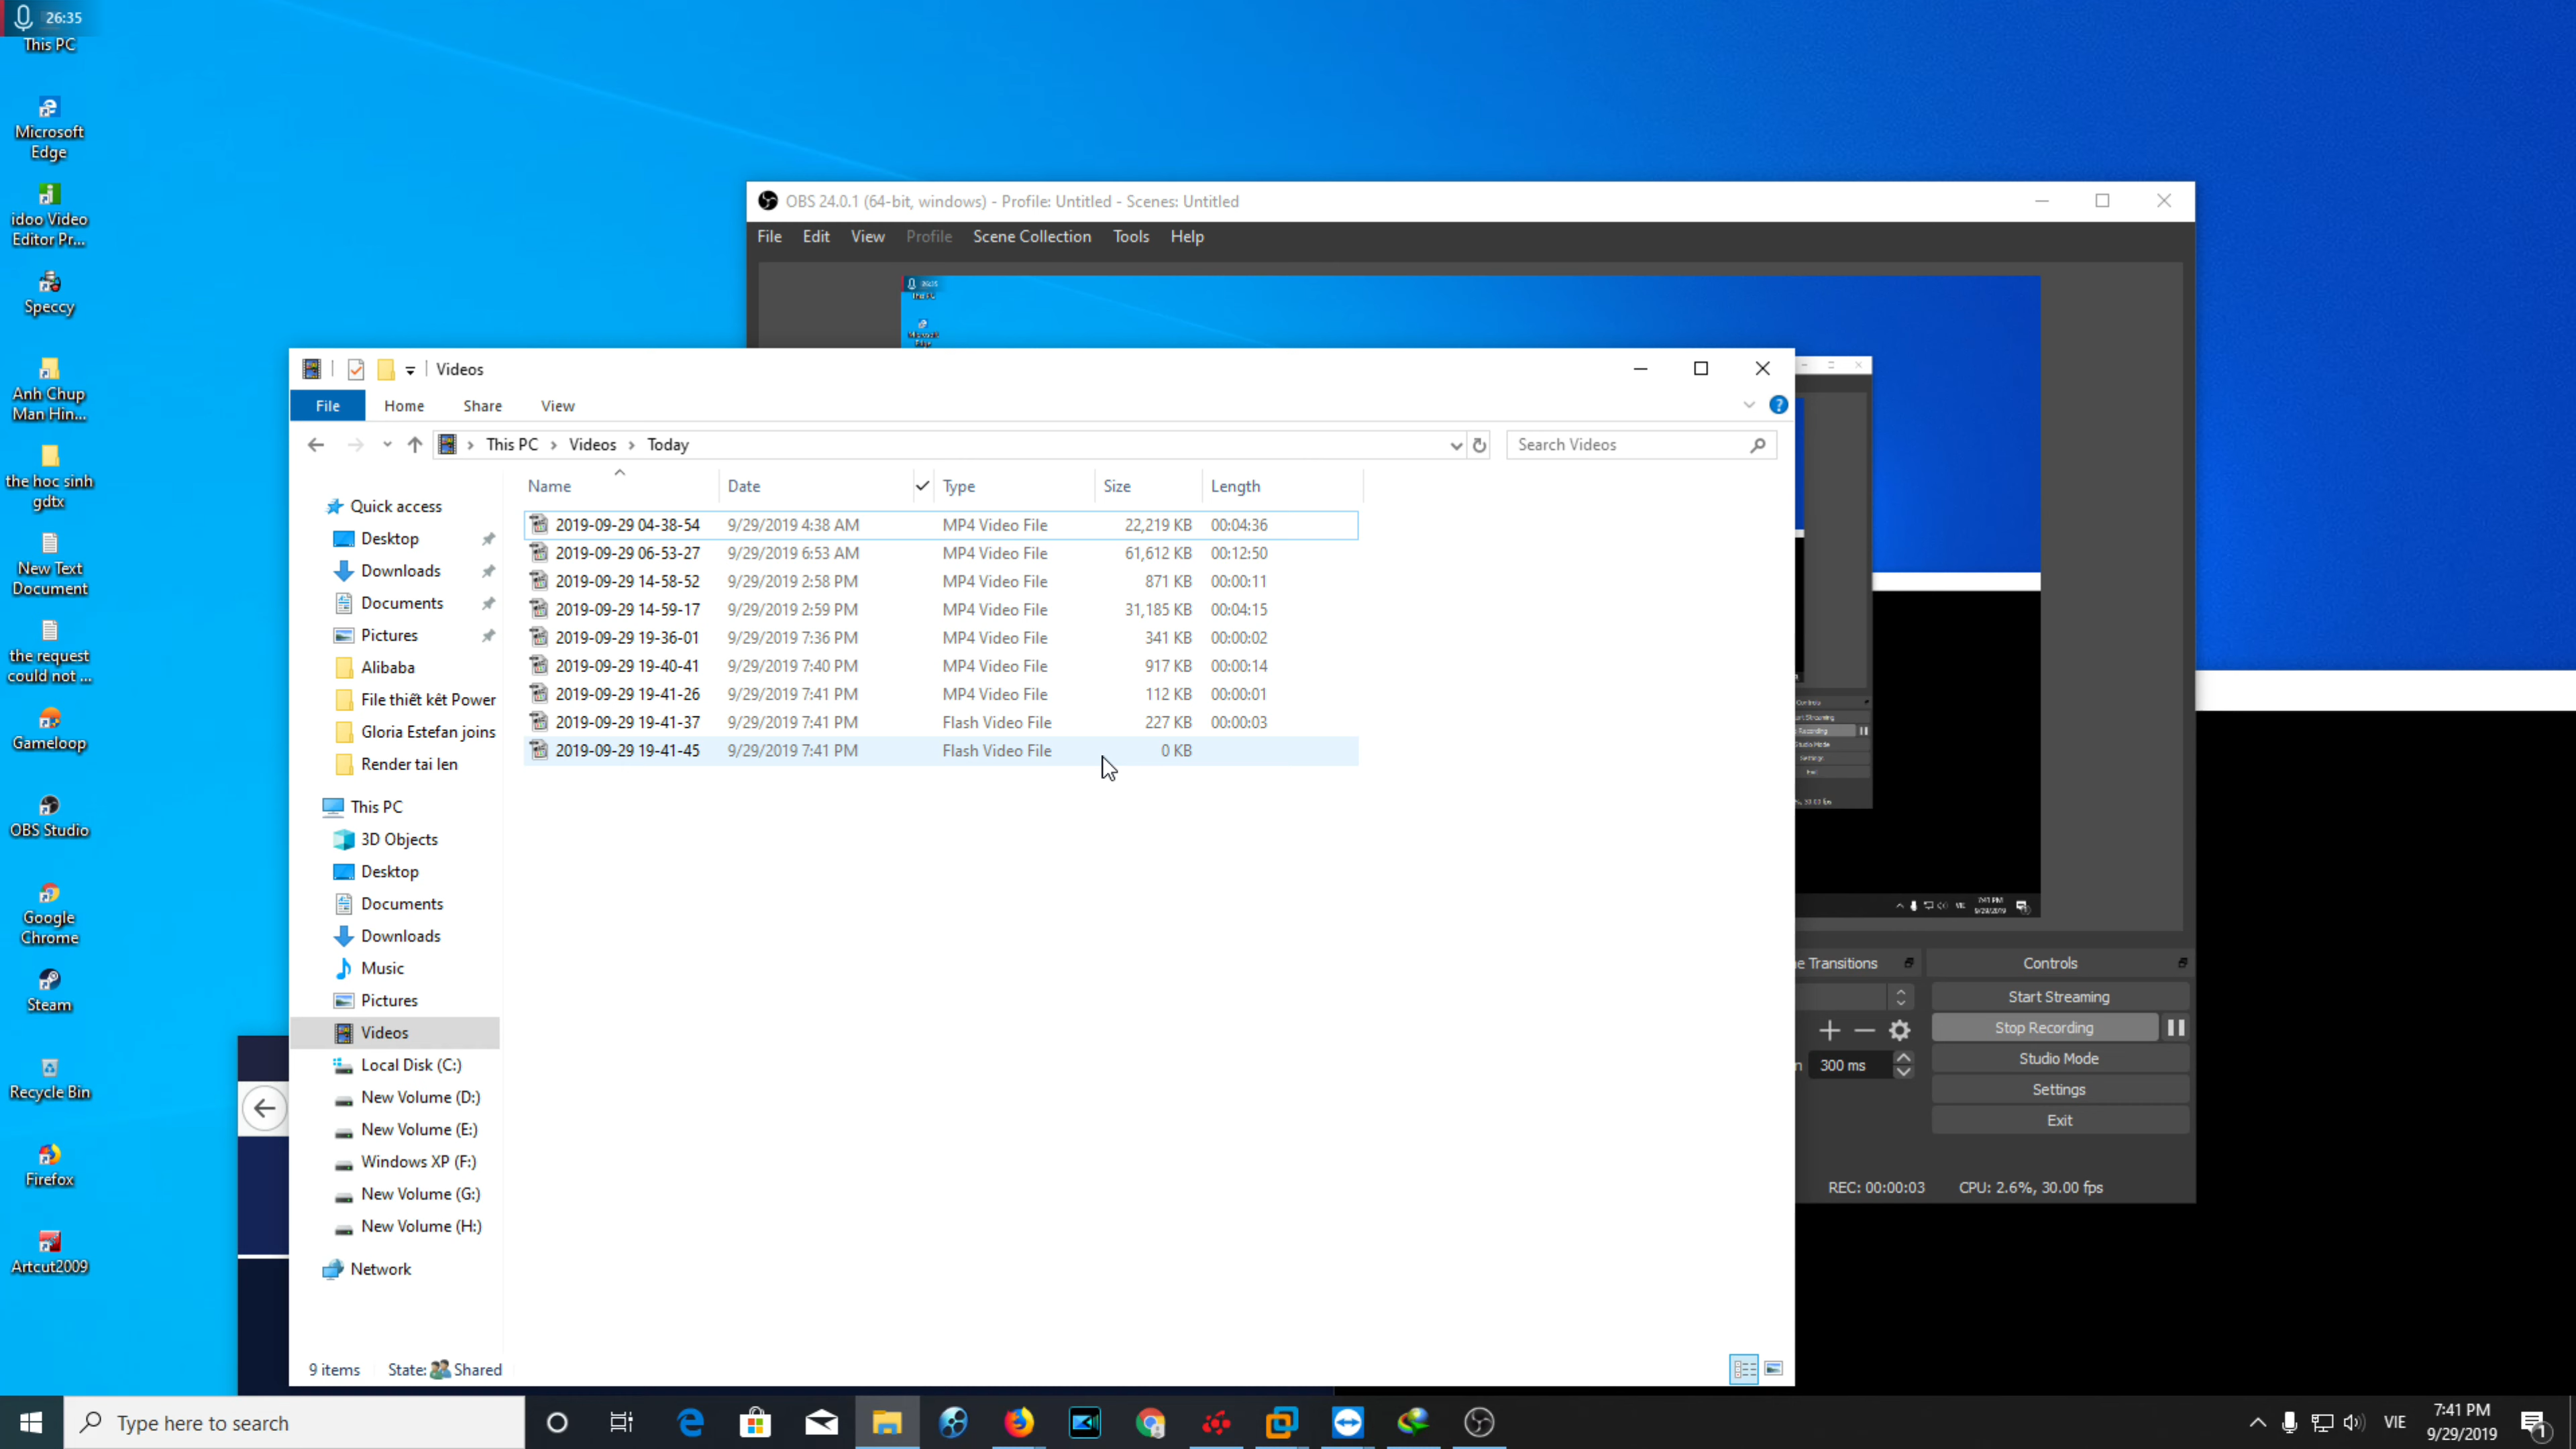 26:35
This PC
Microsoft
Edge
idoo Video
Editor Pr...
Speccy
Anh Chup
Man Hin...
the hoc sinh
gdtx
New Text
Document
the request
could not ...
Gameloop
OBS Studio
Google
Chrome
Steam
Recycle Bin
Firefox
Artcut2009
OBS 24.0.1 (64-bit, windows) - Profile: Untitled - Scenes: Untitled
File Edit View Profile Scene Collection Tools Help
Videos
File Home Share View
This PC Videos Today
Search Videos
Name Date Type Size Length
2019-09-29 04-38-54 9/29/2019 4:38 AM MP4 Video File 22,219 KB 00:04:36
2019-09-29 06-53-27 9/29/2019 6:53 AM MP4 Video File 61,612 KB 00:12:50
2019-09-29 14-58-52 9/29/2019 2:58 PM MP4 Video File 871 KB 00:00:11
2019-09-29 14-59-17 9/29/2019 2:59 PM MP4 Video File 31,185 KB 00:04:15
2019-09-29 19-36-01 9/29/2019 7:36 PM MP4 Video File 341 KB 00:00:02
2019-09-29 19-40-41 9/29/2019 7:40 PM MP4 Video File 917 KB 00:00:14
2019-09-29 19-41-26 9/29/2019 7:41 PM MP4 Video File 112 KB 00:00:01
2019-09-29 19-41-37 9/29/2019 7:41 PM Flash Video File 227 KB 00:00:03
2019-09-29 19-41-45 9/29/2019 7:41 PM Flash Video File 0 KB
Quick access
Desktop
Downloads
Documents
Pictures
Alibaba
File thiết kêt Power
Gloria Estefan joins
Render tai len
This PC
3D Objects
Desktop
Documents
Downloads
Music
Pictures
Videos
Local Disk (C:)
New Volume (D:)
New Volume (E:)
Windows XP (F:)
New Volume (G:)
New Volume (H:)
Network
9 items State: Shared
7:41 PM
9/29/2019
e Transitions
n 300 ms
Controls
Start Streaming
Stop Recording
Studio Mode
Settings
Exit
REC: 00:00:03 CPU: 2.6%, 30.00 fps
Type here to search
VIE
7:41 PM
9/29/2019
1